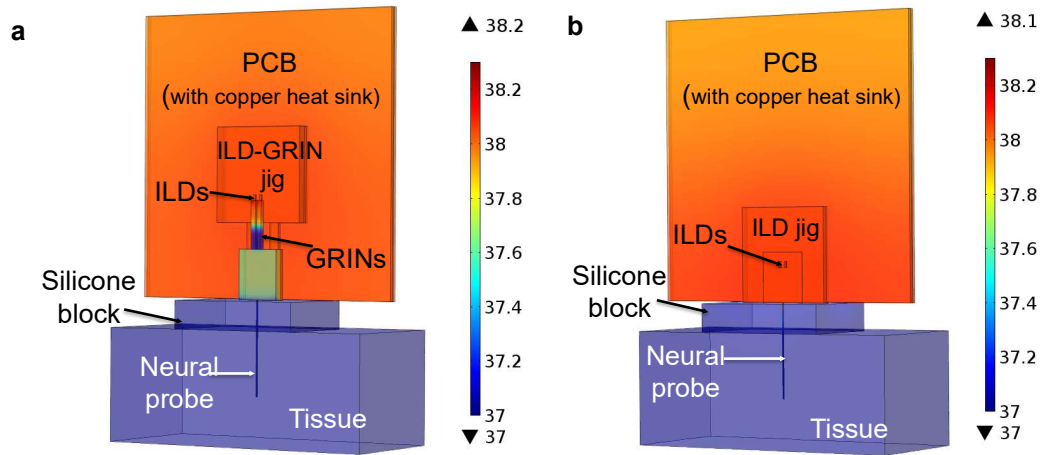 a
▲ 38.2
PCB
(with copper heat sink)
ILD-GRIN
jig
ILDs
GRINs
Silicone
block
Neural
probe
Tissue
38.2
38
37.8
37.6
37.4
37.2
37
▼ 37
b
▲ 38.1
PCB
(with copper heat sink)
ILD jig
ILDs
Silicone
block
Neural
probe
Tissue
38.2
38
37.8
37.6
37.4
37.2
37
▼ 37